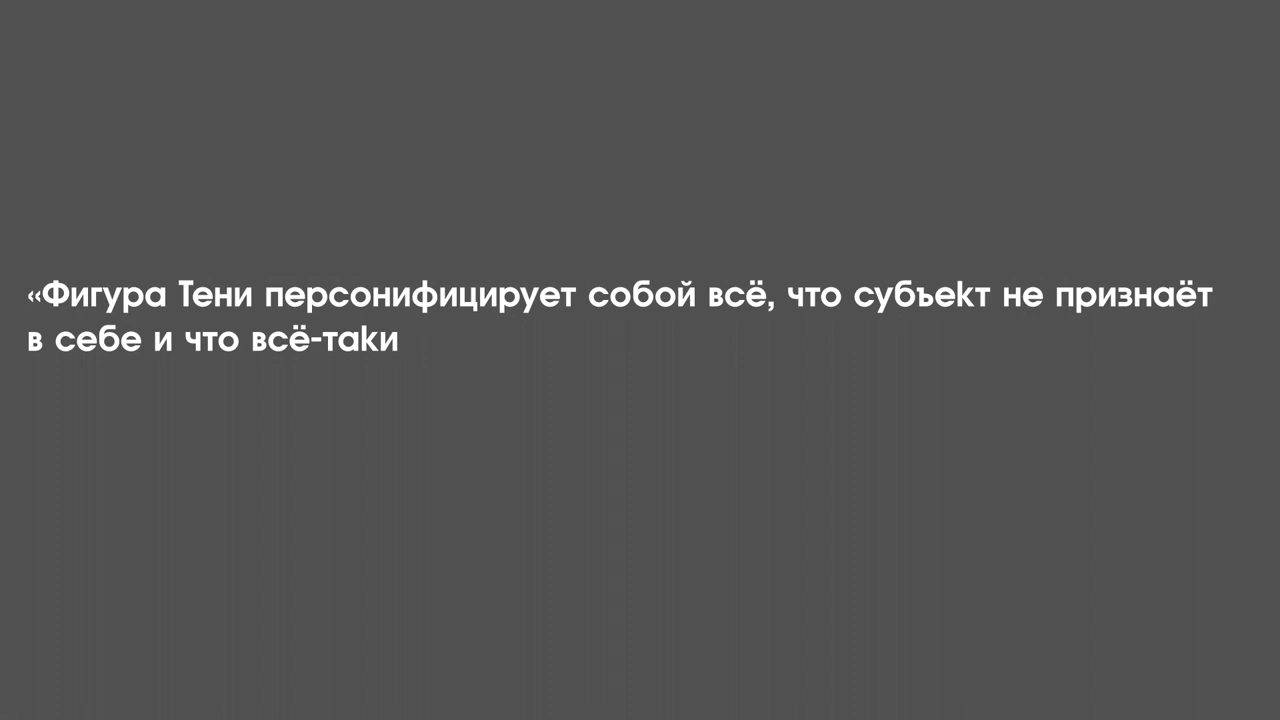 «Фигура Тени персонифицирует собой всё, что субъект не признаёт
в себе и что всё-таки